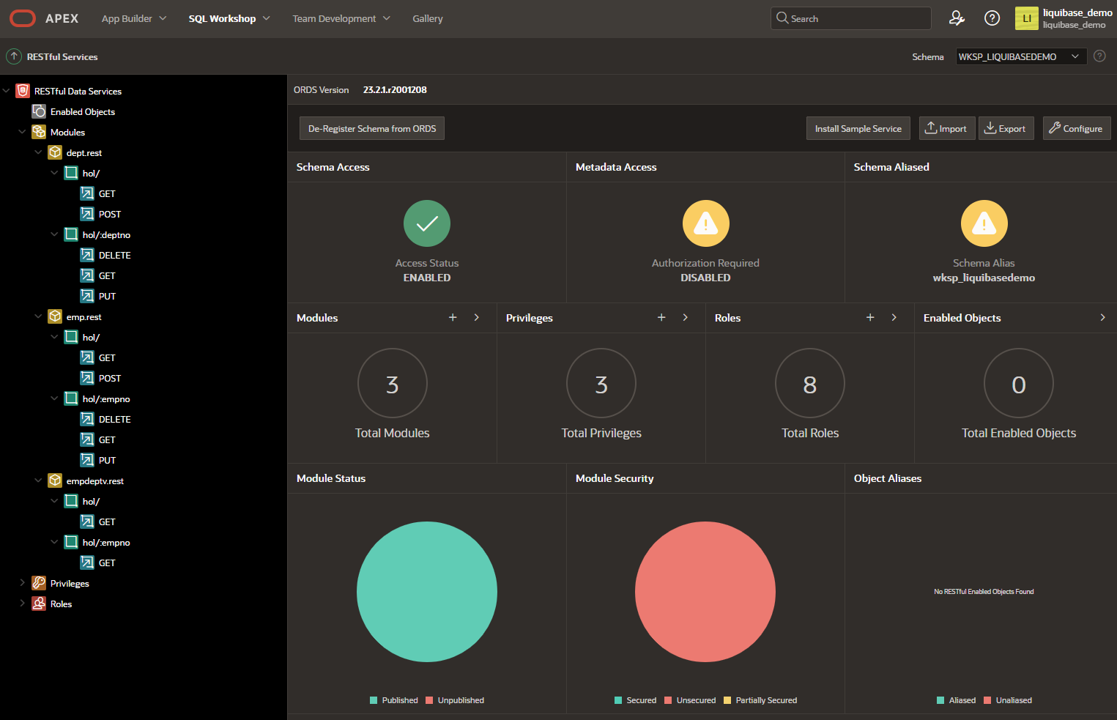 APEX App Builder SQL Workshop Team Development Gallery Search LI liquibase_demo
liquibase_demo
RESTful Services Schema WKSP_LIQUIBASEDEMO
RESTful Data Services
Enabled Objects
Modules
dept.rest
hol/
GET
POST
hol/:deptno
DELETE
GET
PUT
emp.rest
hol/
GET
POST
hol/:empno
DELETE
GET
PUT
empdeptv.rest
hol/
GET
hol/:empno
GET
Privileges
Roles
ORDS Version 23.2.1.r2001208
De-Register Schema from ORDS Install Sample Service Import Export Configure
Schema Access Metadata Access Schema Aliased
Access Status Authorization Required Schema Alias
ENABLED DISABLED wksp_liquibasedemo
Modules Privileges Roles Enabled Objects
3 3 8 0
Total Modules Total Privileges Total Roles Total Enabled Objects
Module Status Module Security Object Aliases
No RESTful Enabled Objects Found
Published Unpublished Secured Unsecured Partially Secured Aliased Unaliased